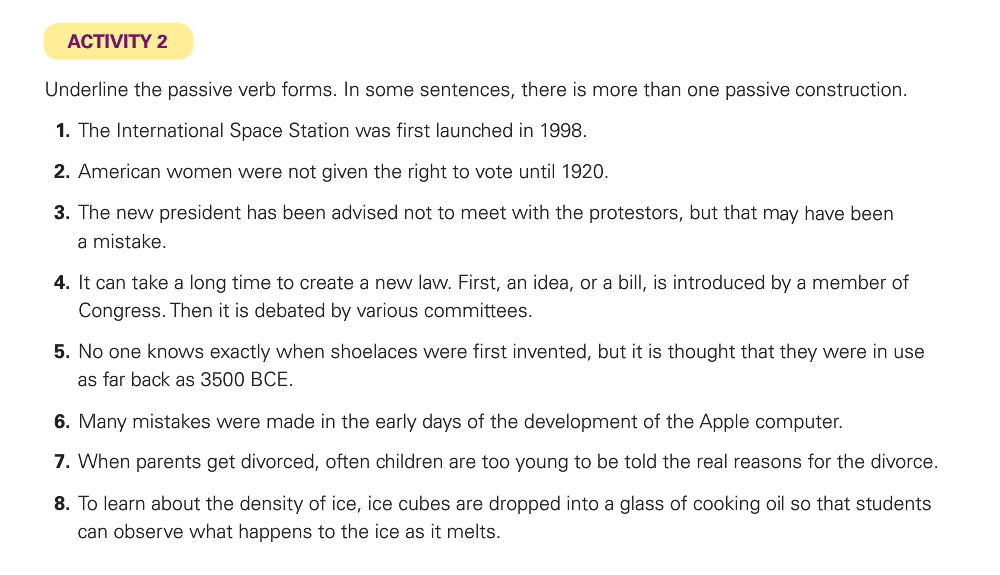 ACTIVITY 2
Underline the passive verb forms. In some sentences, there is more than one passive construction.
1. The International Space Station was first launched in 1998.
2. American women were not given the right to vote until 1920.
3. The new president has been advised not to meet with the protestors, but that may have been
a mistake.
4. It can take a long time to create a new law. First, an idea, or a bill, is introduced by a member of
Congress. Then it is debated by various committees.
5. No one knows exactly when shoelaces were first invented, but it is thought that they were in use
as far back as 3500 BCE.
6. Many mistakes were made in the early days of the development of the Apple computer.
7. When parents get divorced, often children are too young to be told the real reasons for the divorce.
8. To learn about the density of ice, ice cubes are dropped into a glass of cooking oil so that students
can observe what happens to the ice as it melts.